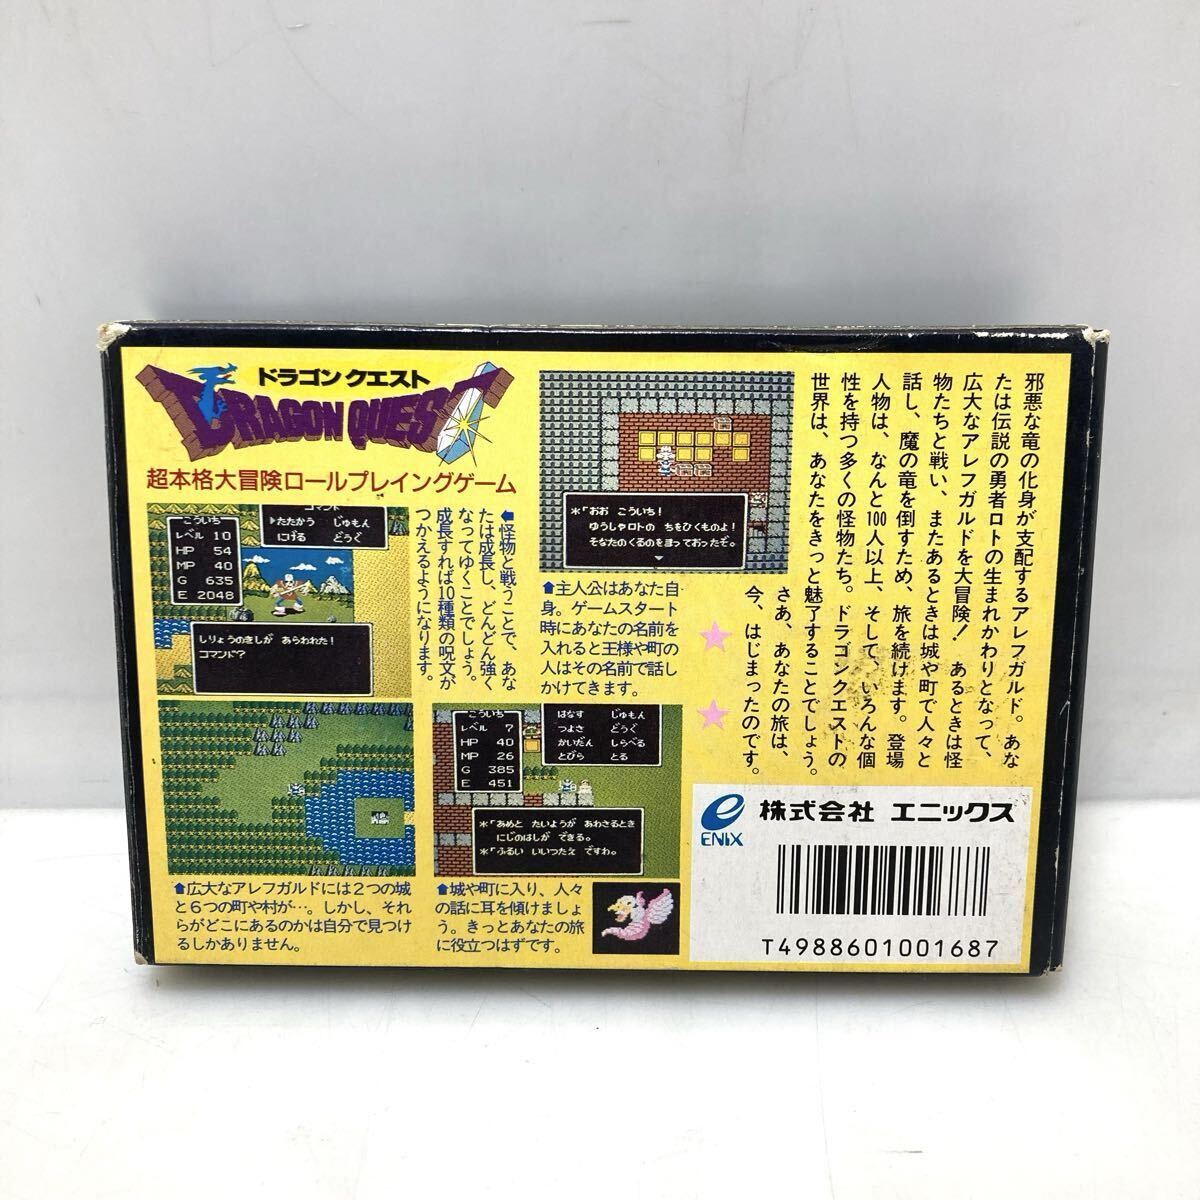 ドラゴンクエスト
DRAGON QUEST
超本格大冒険ロールプレイングゲーム
邪悪な竜の化身が支配するアレフガルド。あな
たは伝説の勇者ロトの生まれかわりとなって、
広大なアレフガルドを大冒険！あるときは怪
物たちと戦い、またあるときは城や町で人々と
話し、魔の竜を倒すため、旅を続けます。登場
人物は、なんと100人以上、そして、いろんな個
性を持つ多くの怪物たち。ドラゴンクエストの
世界は、あなたをきっと魅了することでしょう。
さあ、あなたの旅は、
今、はじまったのです。
＊「おお こういち！
ゆうしゃロトの ちをひくものよ！
そなたのくるのをまっておったぞ。
⬆主人公はあなた自
身。ゲームスタート
時にあなたの名前を
入れると王様や町の
人はその名前で話し
かけてきます。
こういち
レベル 10
HP 54
MP 40
G 635
E 2048
コマンド
▶たたかう じゅもん
にげる どうぐ
しりょうのきしが あらわれた！
コマンド？
⬅怪物と戦うことで、あな
たは成長し、どんどん強く
なってゆくことでしょう。
成長すれば10種類の呪文が
つかえるようになります。
⬆広大なアレフガルドには２つの城
と６つの町や村が…。しかし、それ
らがどこにあるのかは自分で見つけ
るしかありません。
こういち
レベル 7
HP 40
MP 26
G 385
E 451
はなす じゅもん
つよさ どうぐ
かいだん しらべる
とびら とる
＊「あめと たいようが あわさるとき
にじのはしが できる。
＊「ふるい いいつたえ ですわ。
⬆城や町に入り、人々
の話に耳を傾けましょ
う。きっとあなたの旅
に役立つはずです。
ENIX
株式会社 エニックス
T4988601001687